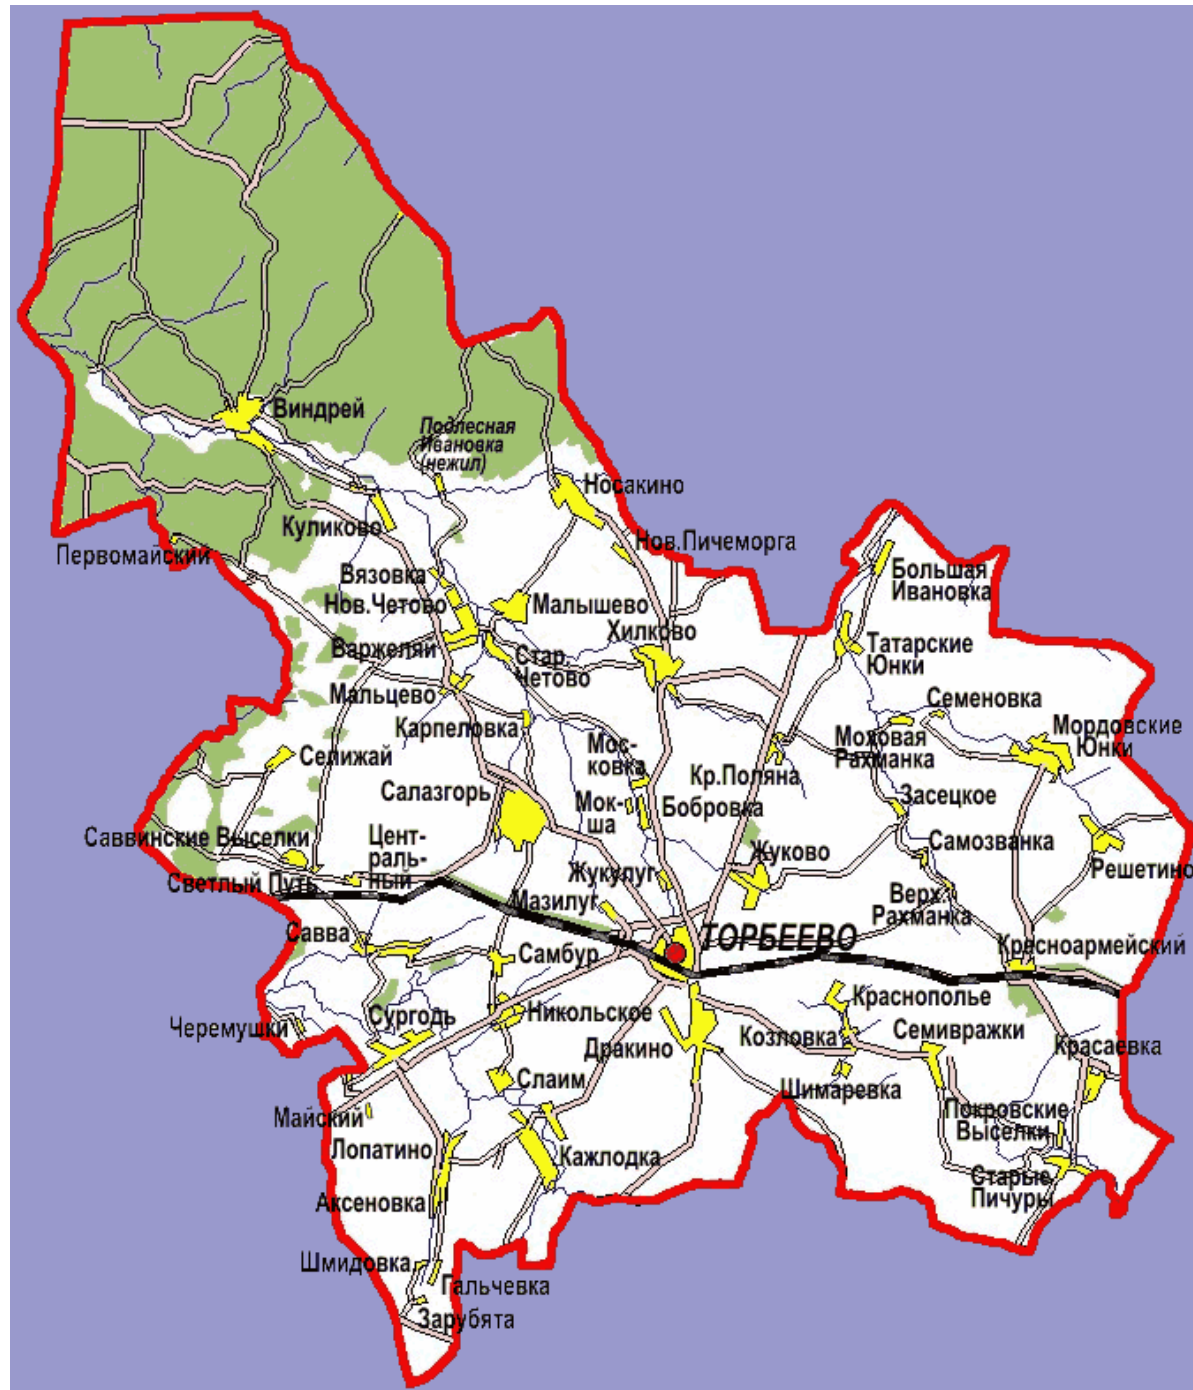 Виндрей
Подлесная
Ивановка
(нежил)
Носакино
Куликово
Нов.Пичеморга
Первомайский
Вязовка
Большая
Ивановка
Нов.Четово
Малышево
Хилково
Варжеляй
Татарские
Юнки
Стар.
Четово
Мальцево
Семеновка
Карпеловка
Мордовские
Юнки
Моховая
Рахманка
Мос-
ковка
Селижай
Кр.Поляна
Салазгорь
Мок-
ша
Бобровка
Засецкое
Саввинские Выселки
Цент-
раль-
ный
Самозванка
Жуково
Решетино
Светлый Путь
Жукулуг
Мазилуг
Верх.
Рахманка
Савва
ТОРБЕЕВО
Красноармейский
Самбур
Краснополье
Черемушки
Сургодь
Никольское
Козловка
Семивражки
Дракино
Красаевка
Слаим
Шимаревка
Майский
Покровские
Выселки
Лопатино
Кажлодка
Старые
Пичуры
Аксеновка
Шмидовка
Гальчевка
Зарубята